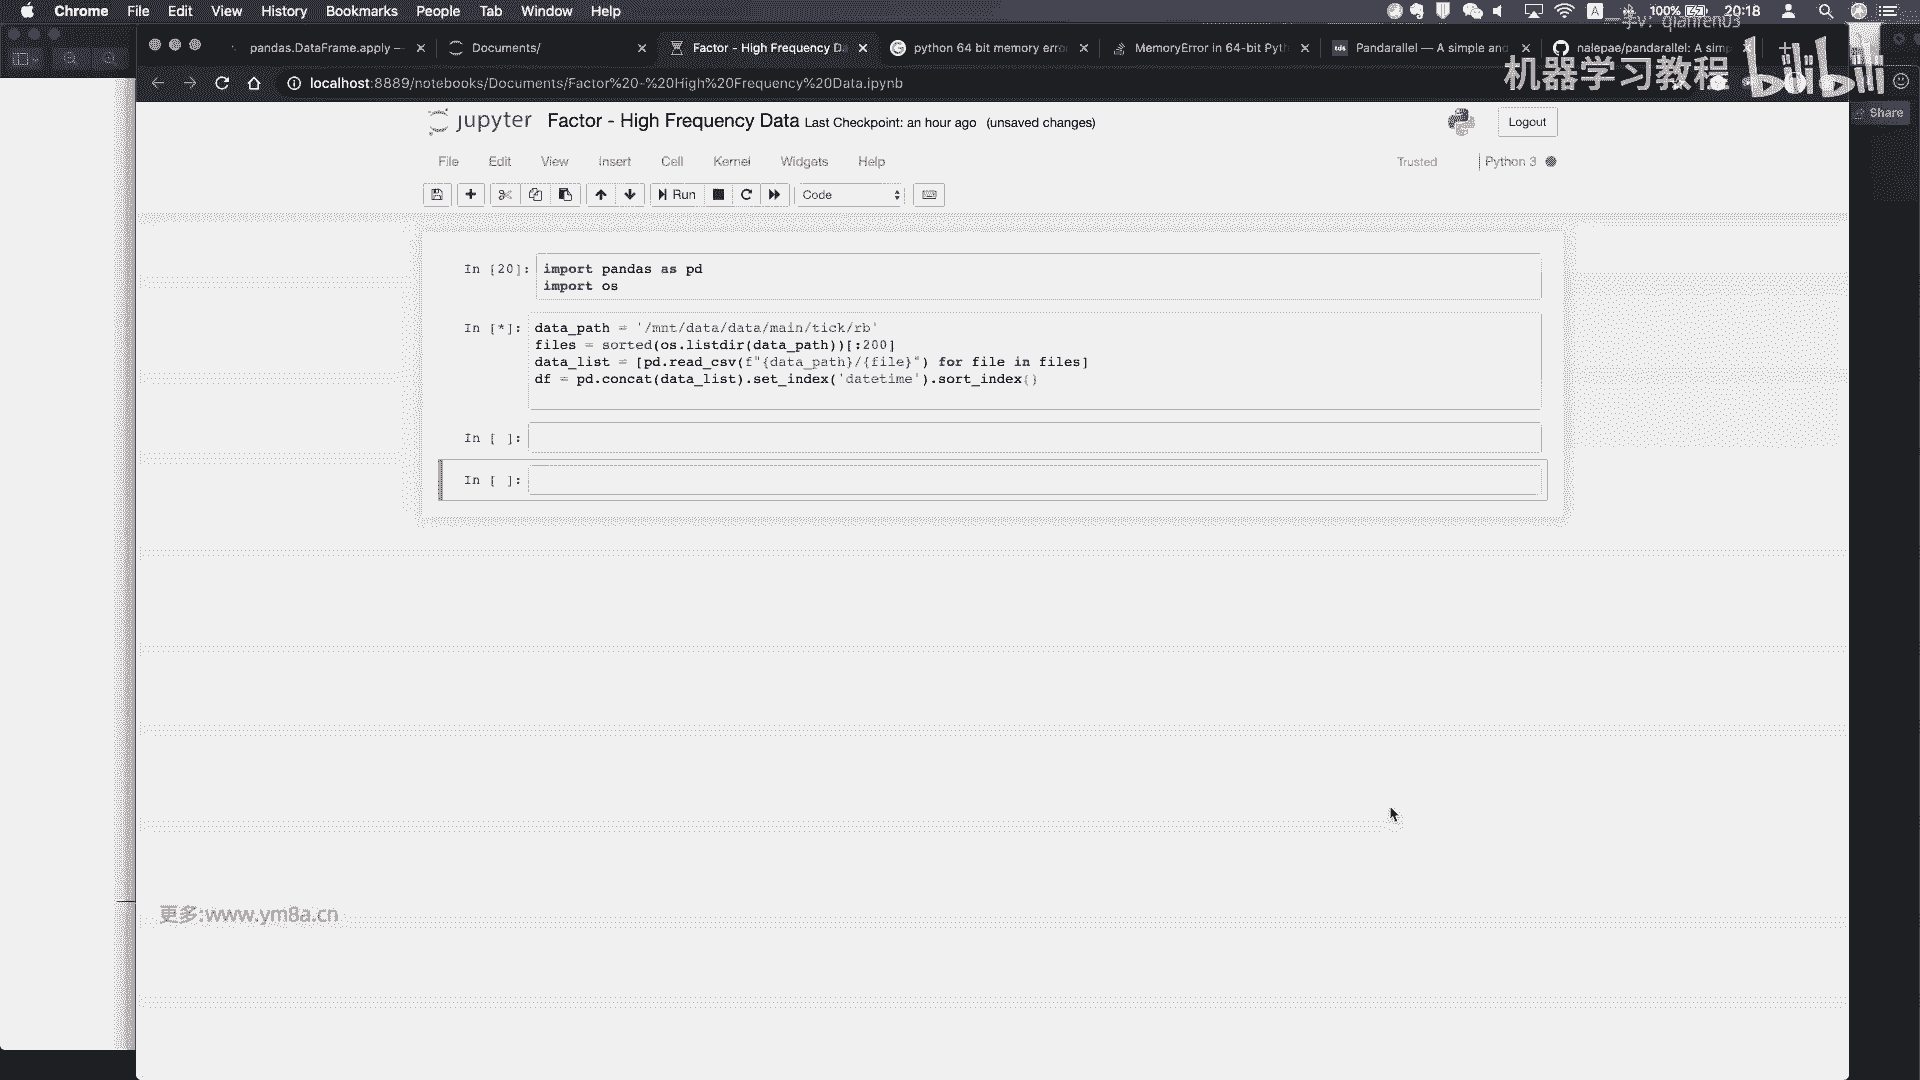 Chrome File Edit View History Bookmarks People Tab Window Help 100% 20:18
一手v: qianren03
pandas.DataFrame.apply — Documents/ Factor - High Frequency Da python 64 bit memory erro MemoryError in 64-bit Pyth Pandarallel — A simple and nalepae/pandarallel: A simp
机器学习教程 bilibili
localhost:8889/notebooks/Documents/Factor%20-%20High%20Frequency%20Data.ipynb
Share
jupyter Factor - High Frequency Data Last Checkpoint: an hour ago (unsaved changes) Logout
File Edit View Insert Cell Kernel Widgets Help Trusted Python 3
Run Code
In [20]: import pandas as pd
import os
In [*]: data_path = '/mnt/data/data/main/tick/rb'
files = sorted(os.listdir(data_path))[:200]
data_list = [pd.read_csv(f"{data_path}/{file}") for file in files]
df = pd.concat(data_list).set_index('datetime').sort_index()
In [ ]:
In [ ]:
更多:www.ym8a.cn